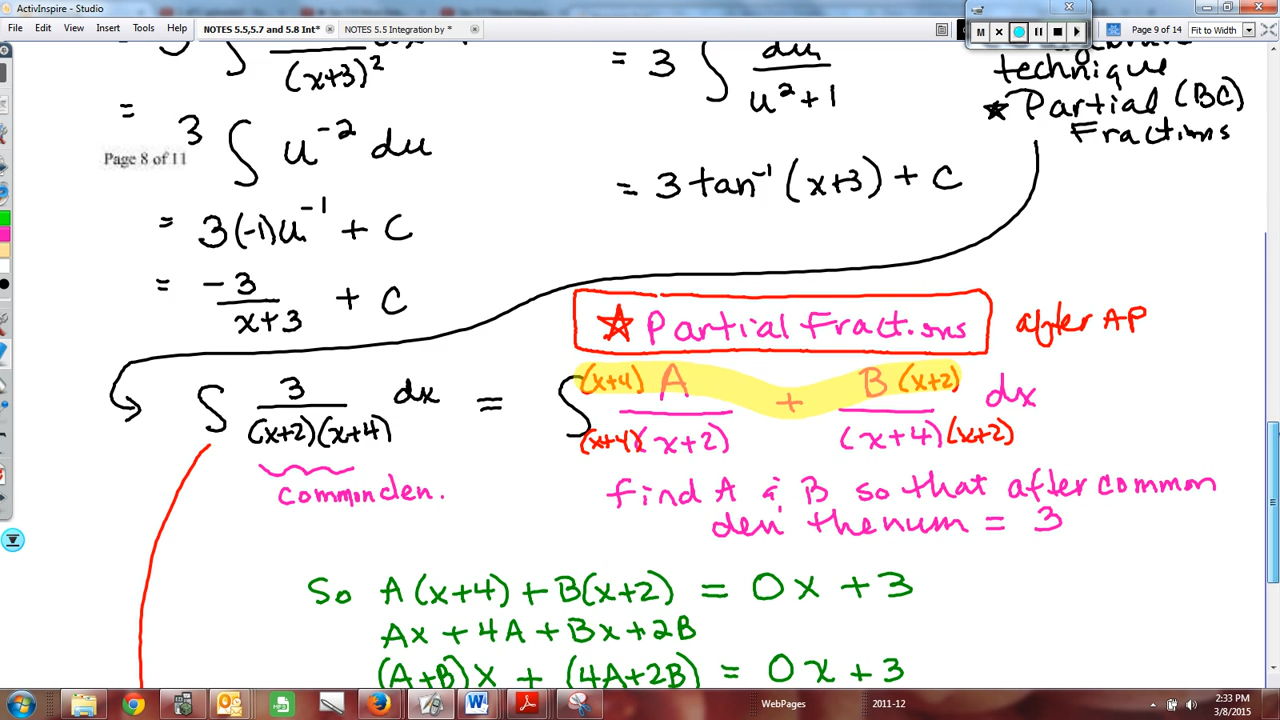 ActivInspire - Studio
File Edit View Insert Tools Help
NOTES 5.5,5.7 and 5.8 Int* NOTES 5.5 Integration by *
Page 9 of 14 Fit to Width
(x+3)²
= 3 ∫ du
u² + 1
technique
★ Partial (BC)
Fractions
= 3 ∫ u⁻² du
Page 8 of 11
= 3 tan⁻¹ (x+3) + C
= 3(-1)u⁻¹ + C
= -3/(x+3) + C
★ Partial Fractions after AP
∫ 3/((x+2)(x+4)) dx = ∫ (x+4) A/((x+4)(x+2)) + B (x+2)/((x+4)(x+2)) dx
common den.
find A & B so that after common
den the num = 3
So A(x+4) + B(x+2) = 0x + 3
Ax + 4A + Bx + 2B
(A+B)x + (4A+2B) = 0x + 3
WebPages 2011-12
2:33 PM
3/8/2015